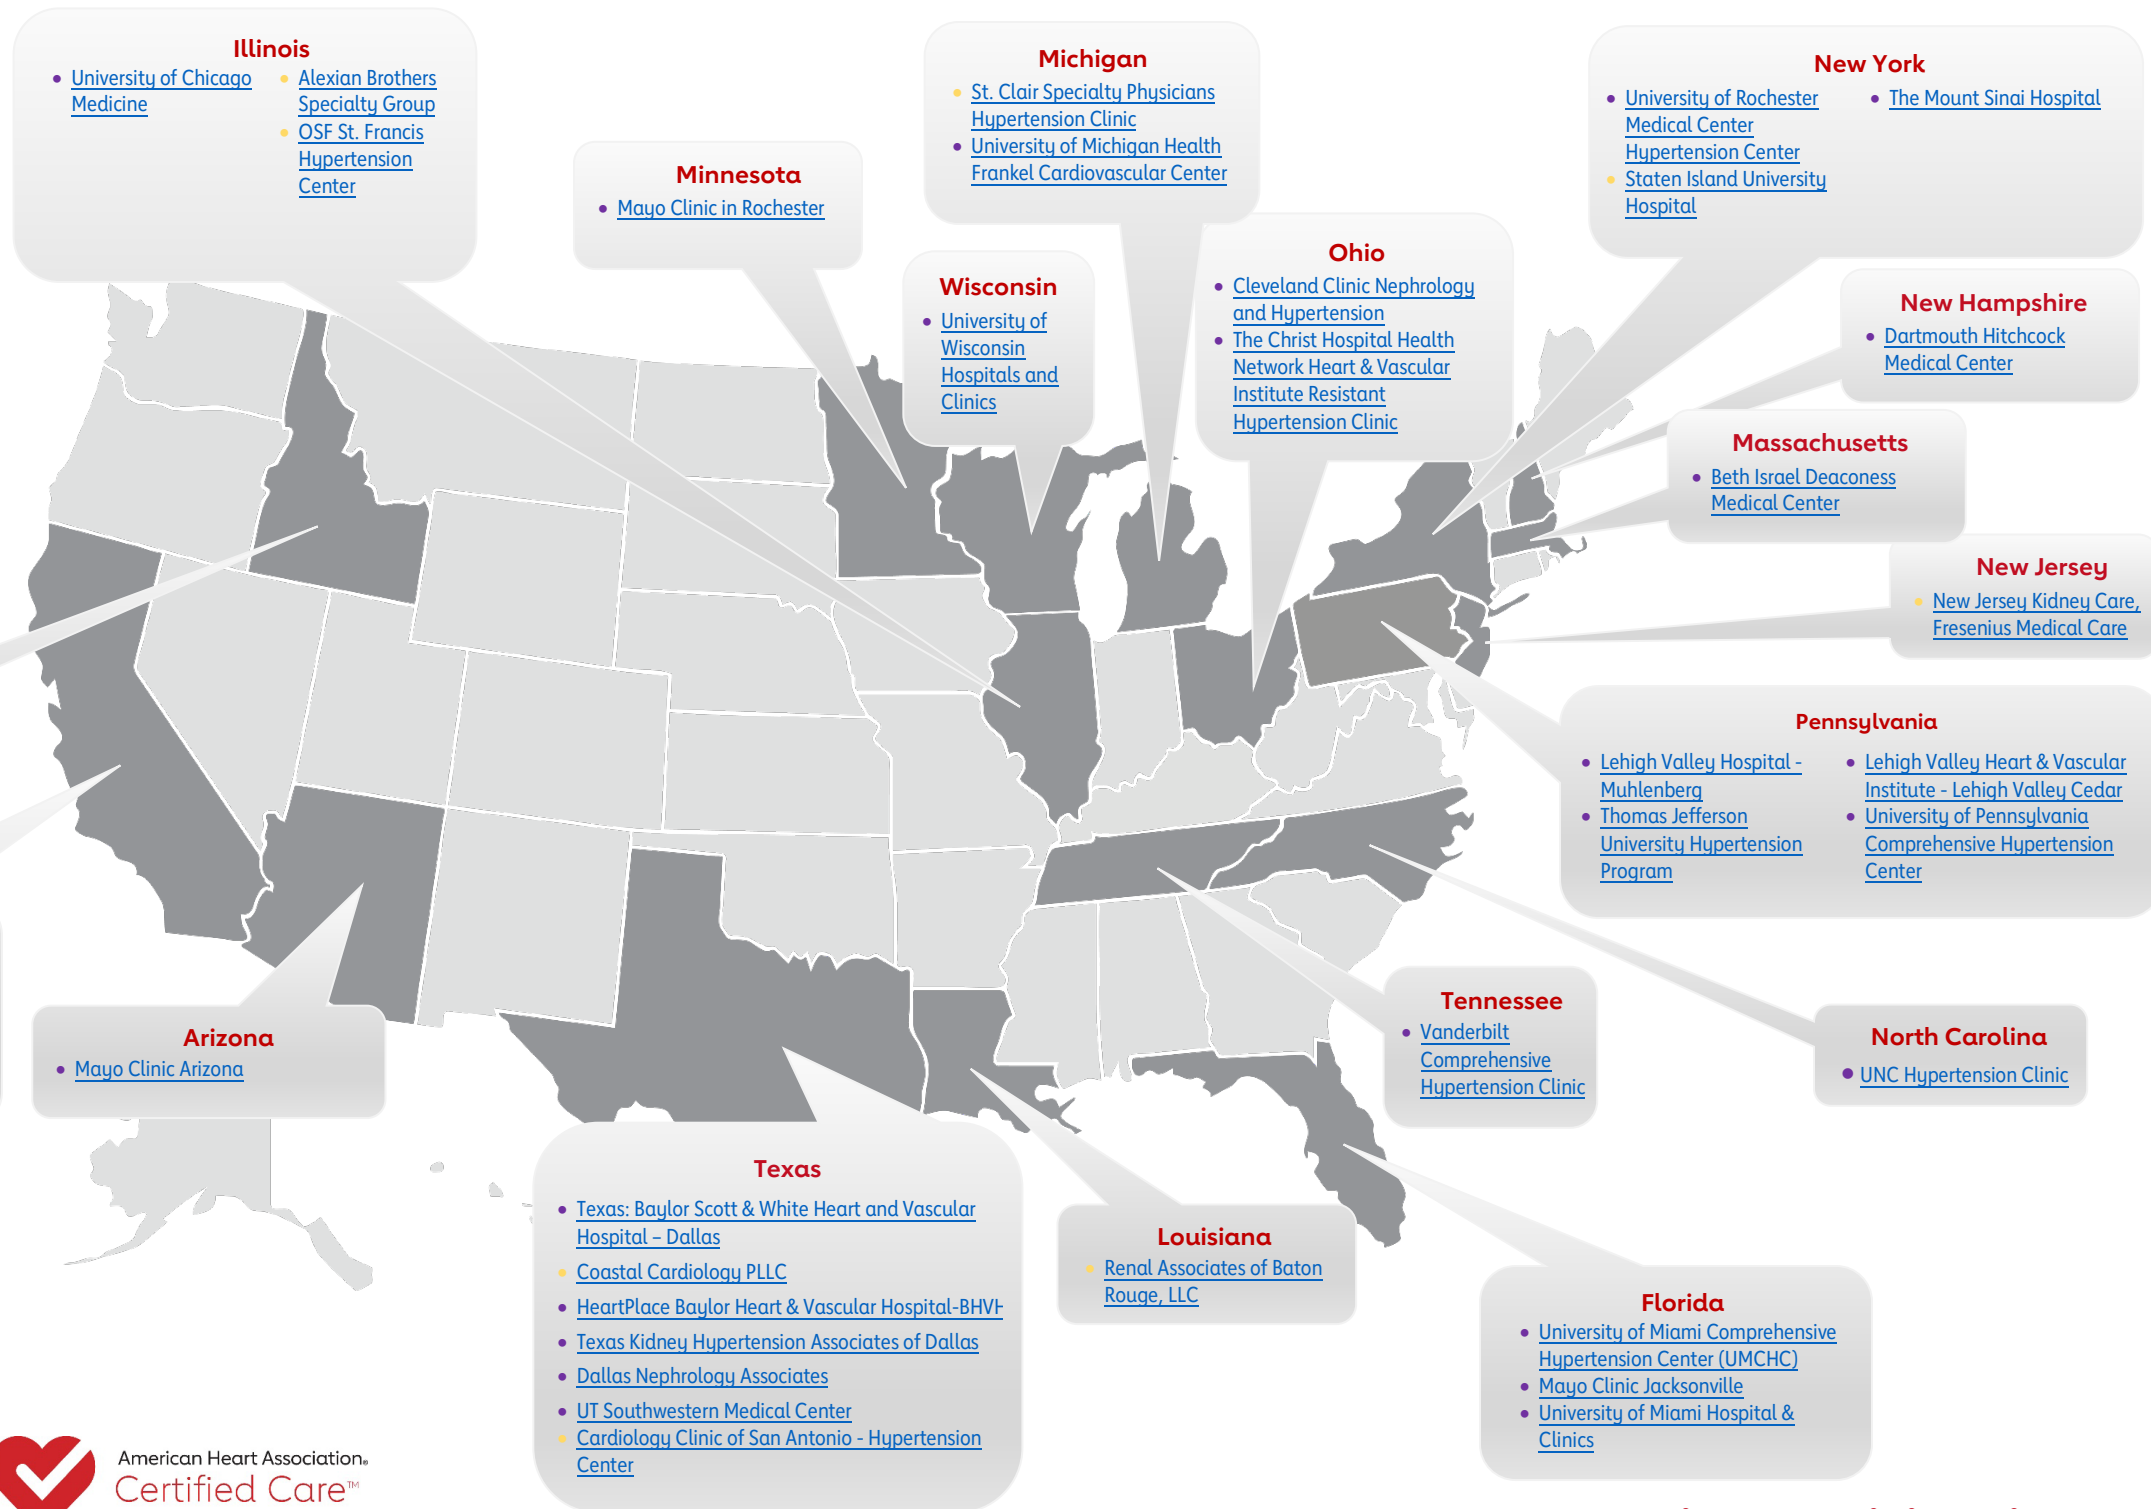 Illinois
• University of Chicago
Medicine
• Alexian Brothers
Specialty Group
• OSF St. Francis
Hypertension
Center
Minnesota
• Mayo Clinic in Rochester
Michigan
• St. Clair Specialty Physicians
Hypertension Clinic
• University of Michigan Health
Frankel Cardiovascular Center
New York
• University of Rochester
Medical Center
Hypertension Center
• Staten Island University
Hospital
• The Mount Sinai Hospital
Wisconsin
• University of
Wisconsin
Hospitals and
Clinics
Ohio
• Cleveland Clinic Nephrology
and Hypertension
• The Christ Hospital Health
Network Heart & Vascular
Institute Resistant
Hypertension Clinic
New Hampshire
• Dartmouth Hitchcock
Medical Center
Massachusetts
• Beth Israel Deaconess
Medical Center
New Jersey
• New Jersey Kidney Care,
Fresenius Medical Care
Pennsylvania
• Lehigh Valley Hospital -
Muhlenberg
• Thomas Jefferson
University Hypertension
Program
• Lehigh Valley Heart & Vascular
Institute - Lehigh Valley Cedar
• University of Pennsylvania
Comprehensive Hypertension
Center
Arizona
• Mayo Clinic Arizona
Tennessee
• Vanderbilt
Comprehensive
Hypertension Clinic
North Carolina
• UNC Hypertension Clinic
Texas
• Texas: Baylor Scott & White Heart and Vascular
Hospital – Dallas
• Coastal Cardiology PLLC
• HeartPlace Baylor Heart & Vascular Hospital-BHVH
• Texas Kidney Hypertension Associates of Dallas
• Dallas Nephrology Associates
• UT Southwestern Medical Center
• Cardiology Clinic of San Antonio - Hypertension
Center
Louisiana
• Renal Associates of Baton
Rouge, LLC
Florida
• University of Miami Comprehensive
Hypertension Center (UMCHC)
• Mayo Clinic Jacksonville
• University of Miami Hospital &
Clinics
American Heart Association®
Certified Care™